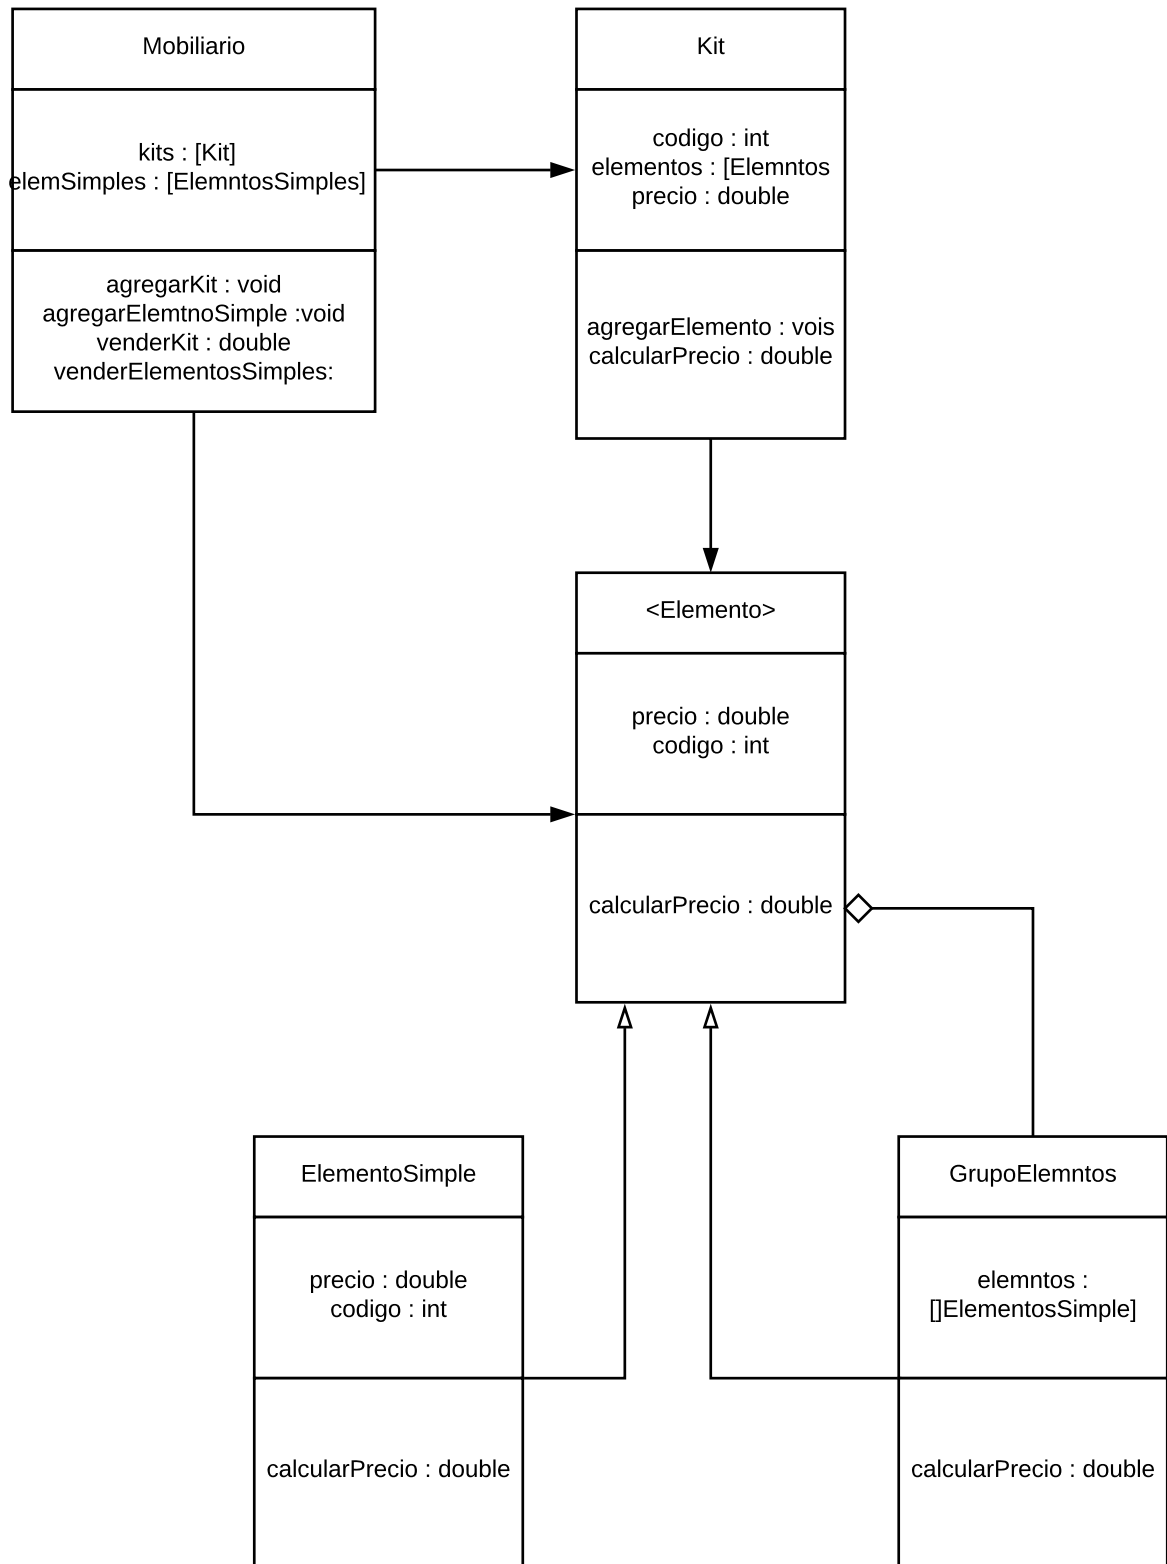 Mobiliario
kits : [Kit]
elemSimples : [ElemntosSimples]
agregarKit : void
agregarElemtnoSimple :void
venderKit : double
venderElementosSimples:
Kit
codigo : int
elementos : [Elemntos
precio : double
agregarElemento : vois
calcularPrecio : double
<Elemento>
precio : double
codigo : int
calcularPrecio : double
ElementoSimple
precio : double
codigo : int
calcularPrecio : double
GrupoElemntos
elemntos :
[]ElementosSimple]
calcularPrecio : double